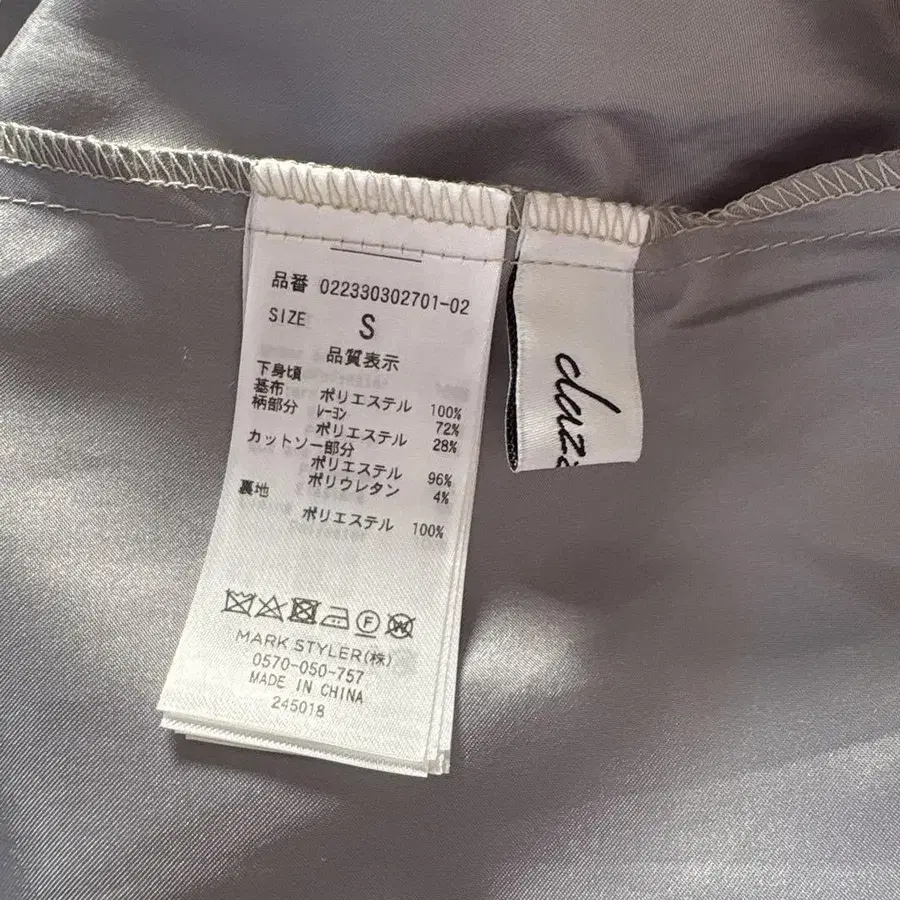 品番 022330302701-02
SIZE S
品質表示
下身頃
基布 ポリエステル 100%
柄部分 レーヨン 72%
ポリエステル 28%
カットソー部分
ポリエステル 96%
ポリウレタン 4%
裏地
ポリエステル 100%
F W
MARK STYLER(株)
0570-050-757
MADE IN CHINA
245018